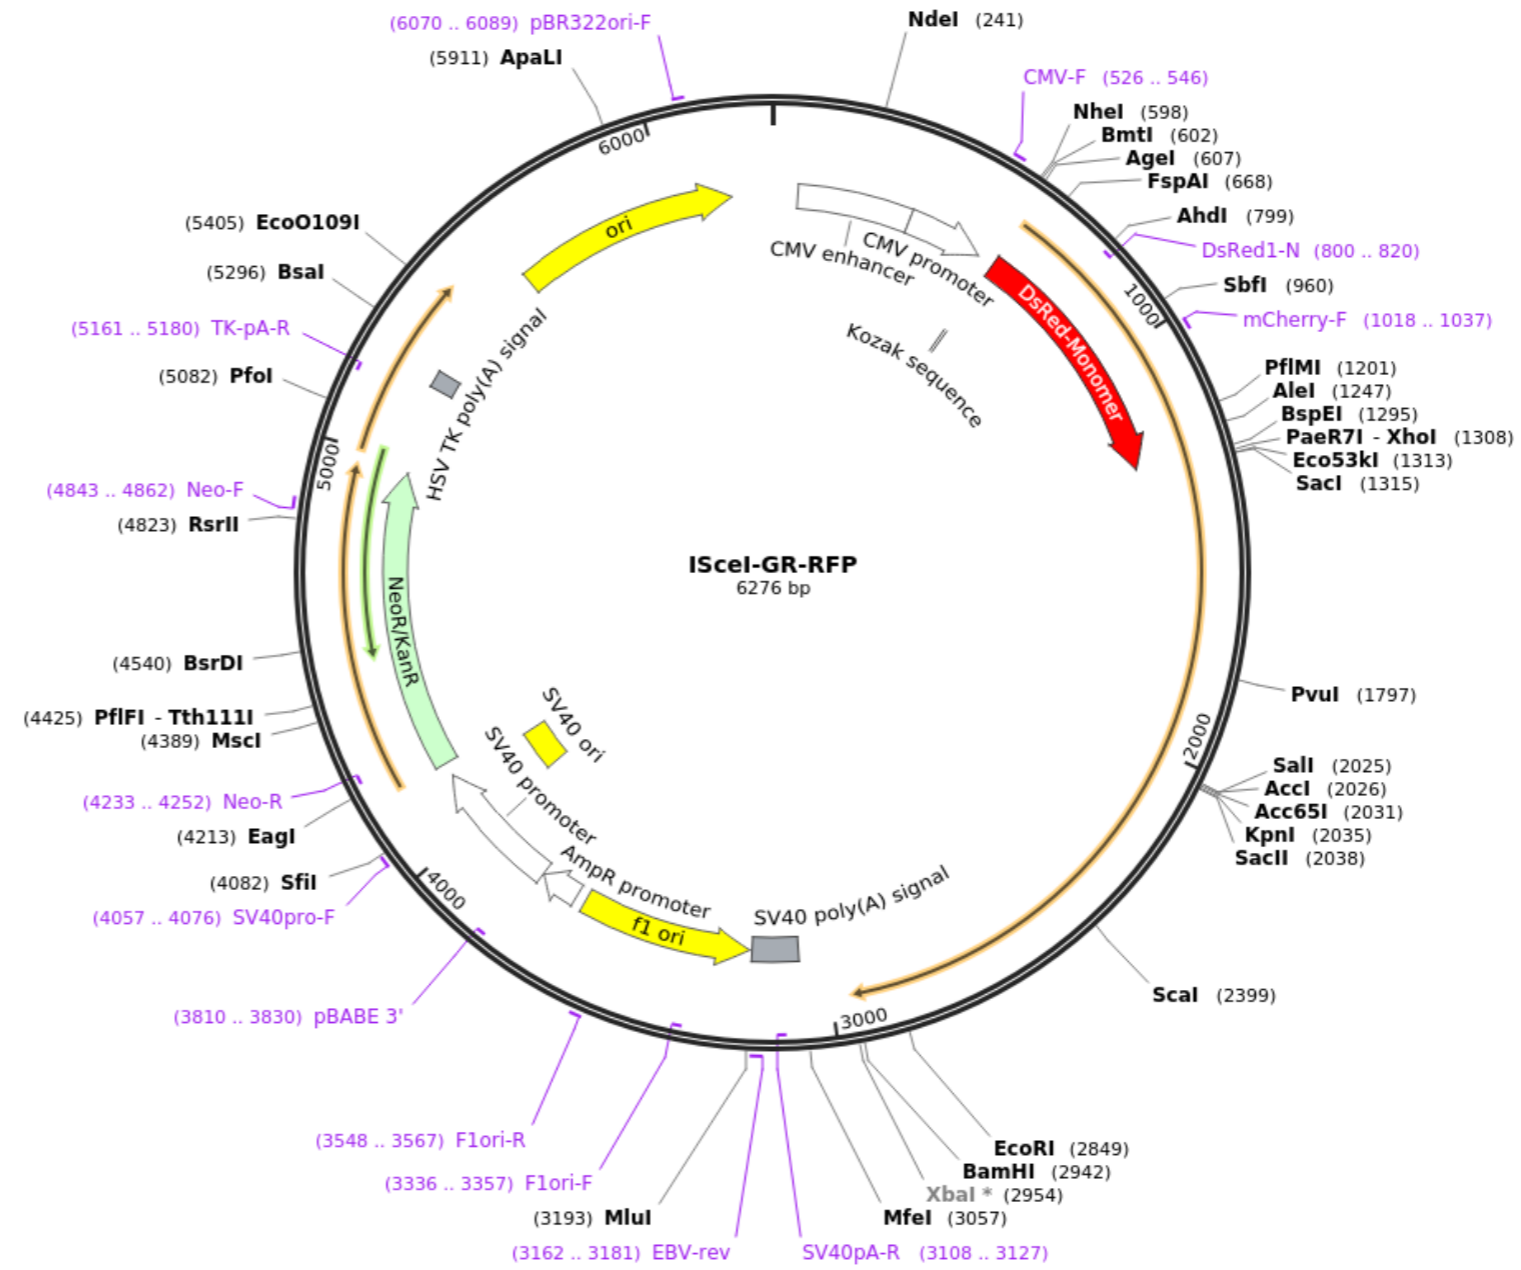 (6070 .. 6089) pBR322ori-F
(5911) ApaLI
NdeI (241)
CMV-F (526 .. 546)
NheI (598)
BmtI (602)
AgeI (607)
FspAI (668)
AhdI (799)
DsRed1-N (800 .. 820)
SbfI (960)
mCherry-F (1018 .. 1037)
PflMI (1201)
AleI (1247)
BspEI (1295)
PaeR7I - XhoI (1308)
Eco53kI (1313)
SacI (1315)
PvuI (1797)
SalI (2025)
AccI (2026)
Acc65I (2031)
KpnI (2035)
SacII (2038)
ScaI (2399)
EcoRI (2849)
BamHI (2942)
XbaI * (2954)
MfeI (3057)
SV40pA-R (3108 .. 3127)
(3162 .. 3181) EBV-rev
(3193) MluI
(3336 .. 3357) F1ori-F
(3548 .. 3567) F1ori-R
(3810 .. 3830) pBABE 3'
(4057 .. 4076) SV40pro-F
(4082) SfiI
(4213) EagI
(4233 .. 4252) Neo-R
(4389) MscI
(4425) PflFI - Tth111I
(4540) BsrDI
(4823) RsrII
(4843 .. 4862) Neo-F
(5082) PfoI
(5161 .. 5180) TK-pA-R
(5296) BsaI
(5405) EcoO109I
1000
2000
3000
4000
5000
6000
ori
CMV enhancer
CMV promoter
DsRed-Monomer
Kozak sequence
HSV TK poly(A) signal
NeoR/KanR
SV40 ori
SV40 promoter
AmpR promoter
f1 ori
SV40 poly(A) signal
ISceI-GR-RFP
6276 bp